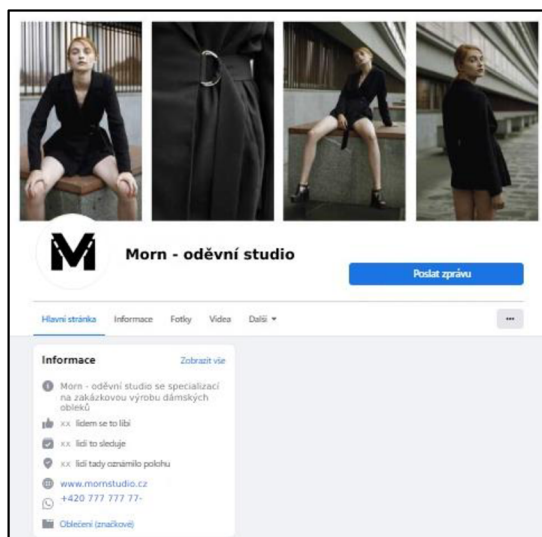 M
Morn - oděvní studio
Poslat zprávu
Hlavní stránka Informace Fotky Videa Další
Informace Zobrazit vše
Morn - oděvní studio se specializací
na zakázkovou výrobu dámských
obleků
xx lidem se to líbí
xx lidí to sleduje
xx lidí tady oznámilo polohu
www.mornstudio.cz
+420 777 777 77-
Oblečení (značkové)